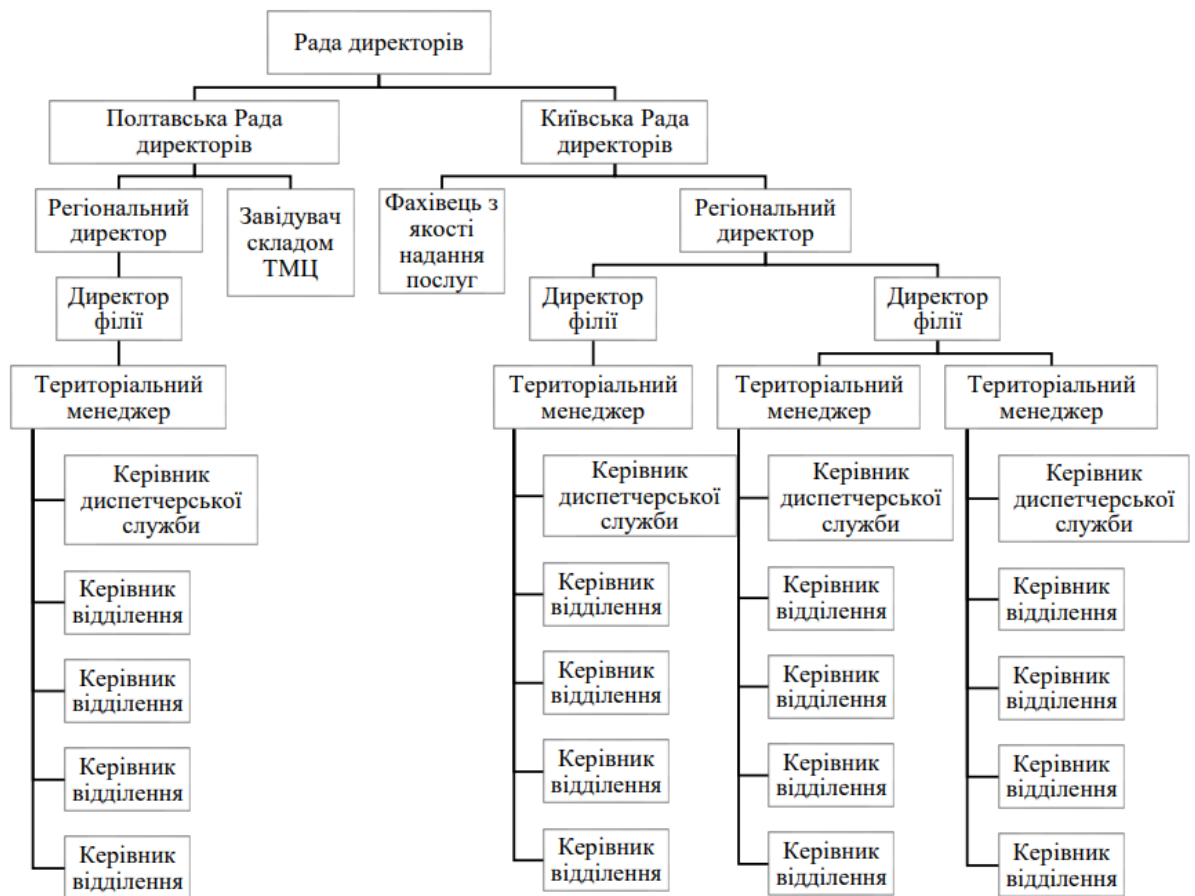 Рада директорів
Полтавська Рада
директорів
Київська Рада
директорів
Регіональний
директор
Завідувач
складом
ТМЦ
Фахівець з
якості
надання
послуг
Регіональний
директор
Директор
філії
Директор
філії
Директор
філії
Територіальний
менеджер
Територіальний
менеджер
Територіальний
менеджер
Територіальний
менеджер
Керівник
диспетчерської
служби
Керівник
диспетчерської
служби
Керівник
диспетчерської
служби
Керівник
диспетчерської
служби
Керівник
відділення
Керівник
відділення
Керівник
відділення
Керівник
відділення
Керівник
відділення
Керівник
відділення
Керівник
відділення
Керівник
відділення
Керівник
відділення
Керівник
відділення
Керівник
відділення
Керівник
відділення
Керівник
відділення
Керівник
відділення
Керівник
відділення
Керівник
відділення